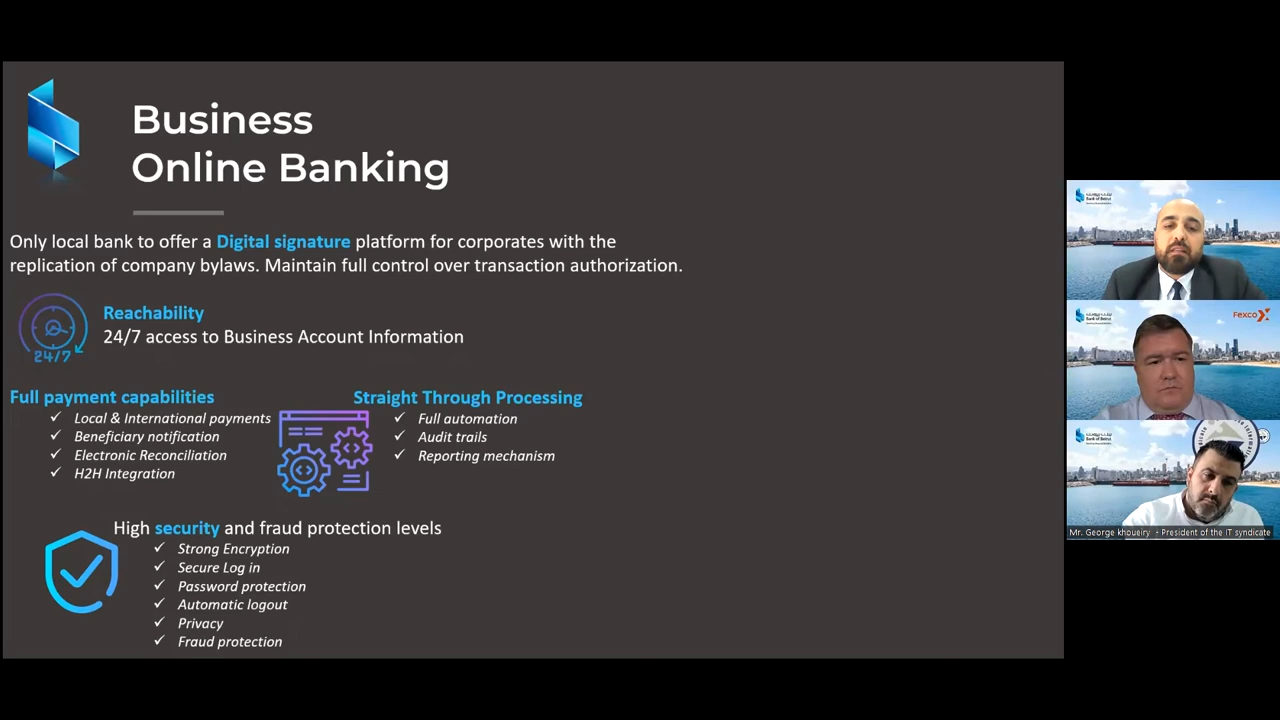 Business
Online Banking
Only local bank to offer a Digital signature platform for corporates with the
replication of company bylaws. Maintain full control over transaction authorization.
24/7
Reachability
24/7 access to Business Account Information
Full payment capabilities
✓ Local & International payments
✓ Beneficiary notification
✓ Electronic Reconciliation
✓ H2H Integration
Straight Through Processing
✓ Full automation
✓ Audit trails
✓ Reporting mechanism
High security and fraud protection levels
✓ Strong Encryption
✓ Secure Log in
✓ Password protection
✓ Automatic logout
✓ Privacy
✓ Fraud protection
Bank of Beirut
Bank of Beirut
Fexco
Bank of Beirut
Mr. George khoueiry - President of the IT syndicate